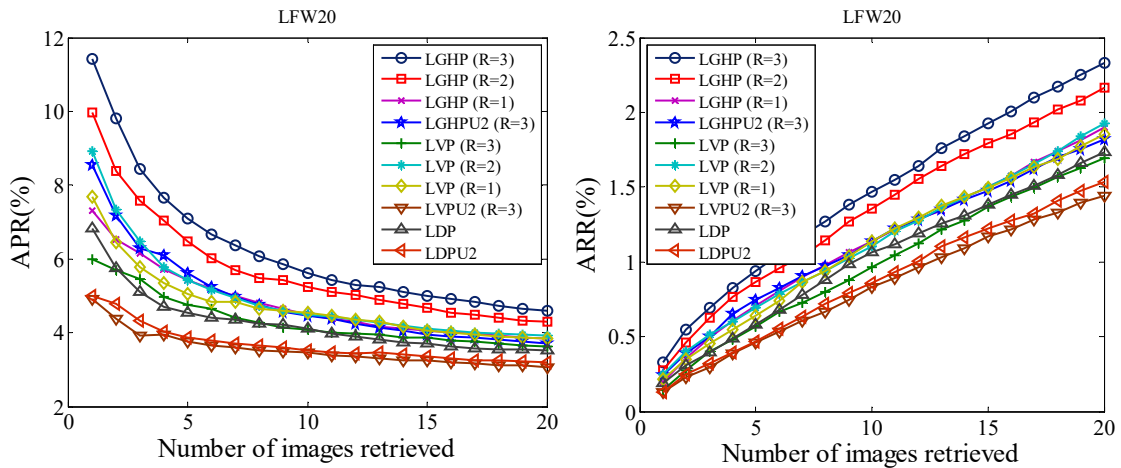 LFW20
12
10
8
6
4
2
0
5
10
15
20
APR(%)
Number of images retrieved
LGHP (R=3)
LGHP (R=2)
LGHP (R=1)
LGHPU2 (R=3)
LVP (R=3)
LVP (R=2)
LVP (R=1)
LVPU2 (R=3)
LDP
LDPU2
LFW20
2.5
2
1.5
1
0.5
0
0
5
10
15
20
ARR(%)
Number of images retrieved
LGHP (R=3)
LGHP (R=2)
LGHP (R=1)
LGHPU2 (R=3)
LVP (R=3)
LVP (R=2)
LVP (R=1)
LVPU2 (R=3)
LDP
LDPU2